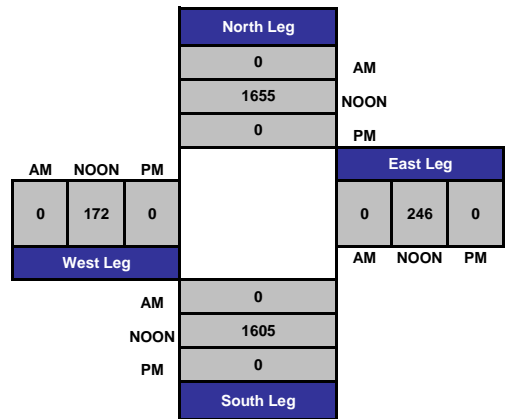 North Leg
0 AM
1655 NOON
0 PM
East Leg
AM NOON PM
0 172 0
0 246 0
West Leg
AM NOON PM
AM 0
NOON 1605
PM 0
South Leg